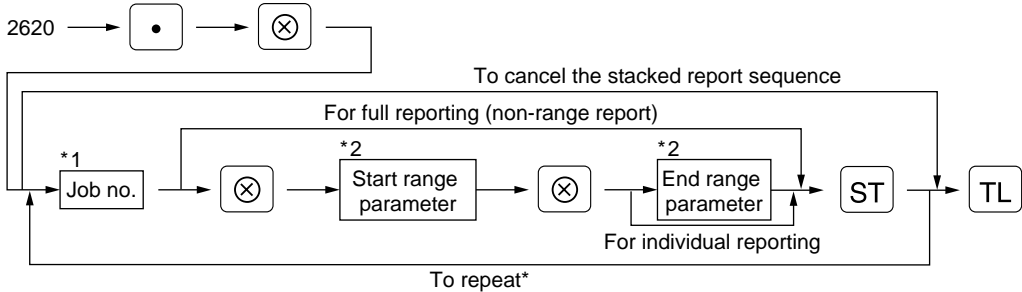 2620
•
⊗
To cancel the stacked report sequence
For full reporting (non-range report)
*1
Job no.
⊗
*2
Start range
parameter
⊗
*2
End range
parameter
ST
TL
For individual reporting
To repeat*